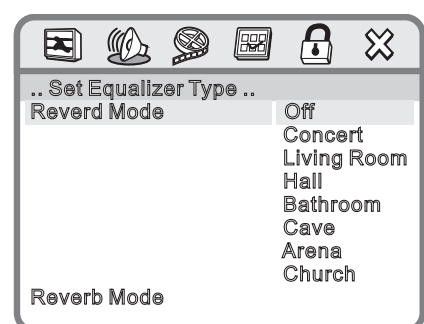 .. Set Equalizer Type ..
Reverd Mode Off
Concert
Living Room
Hall
Bathroom
Cave
Arena
Church
Reverb Mode